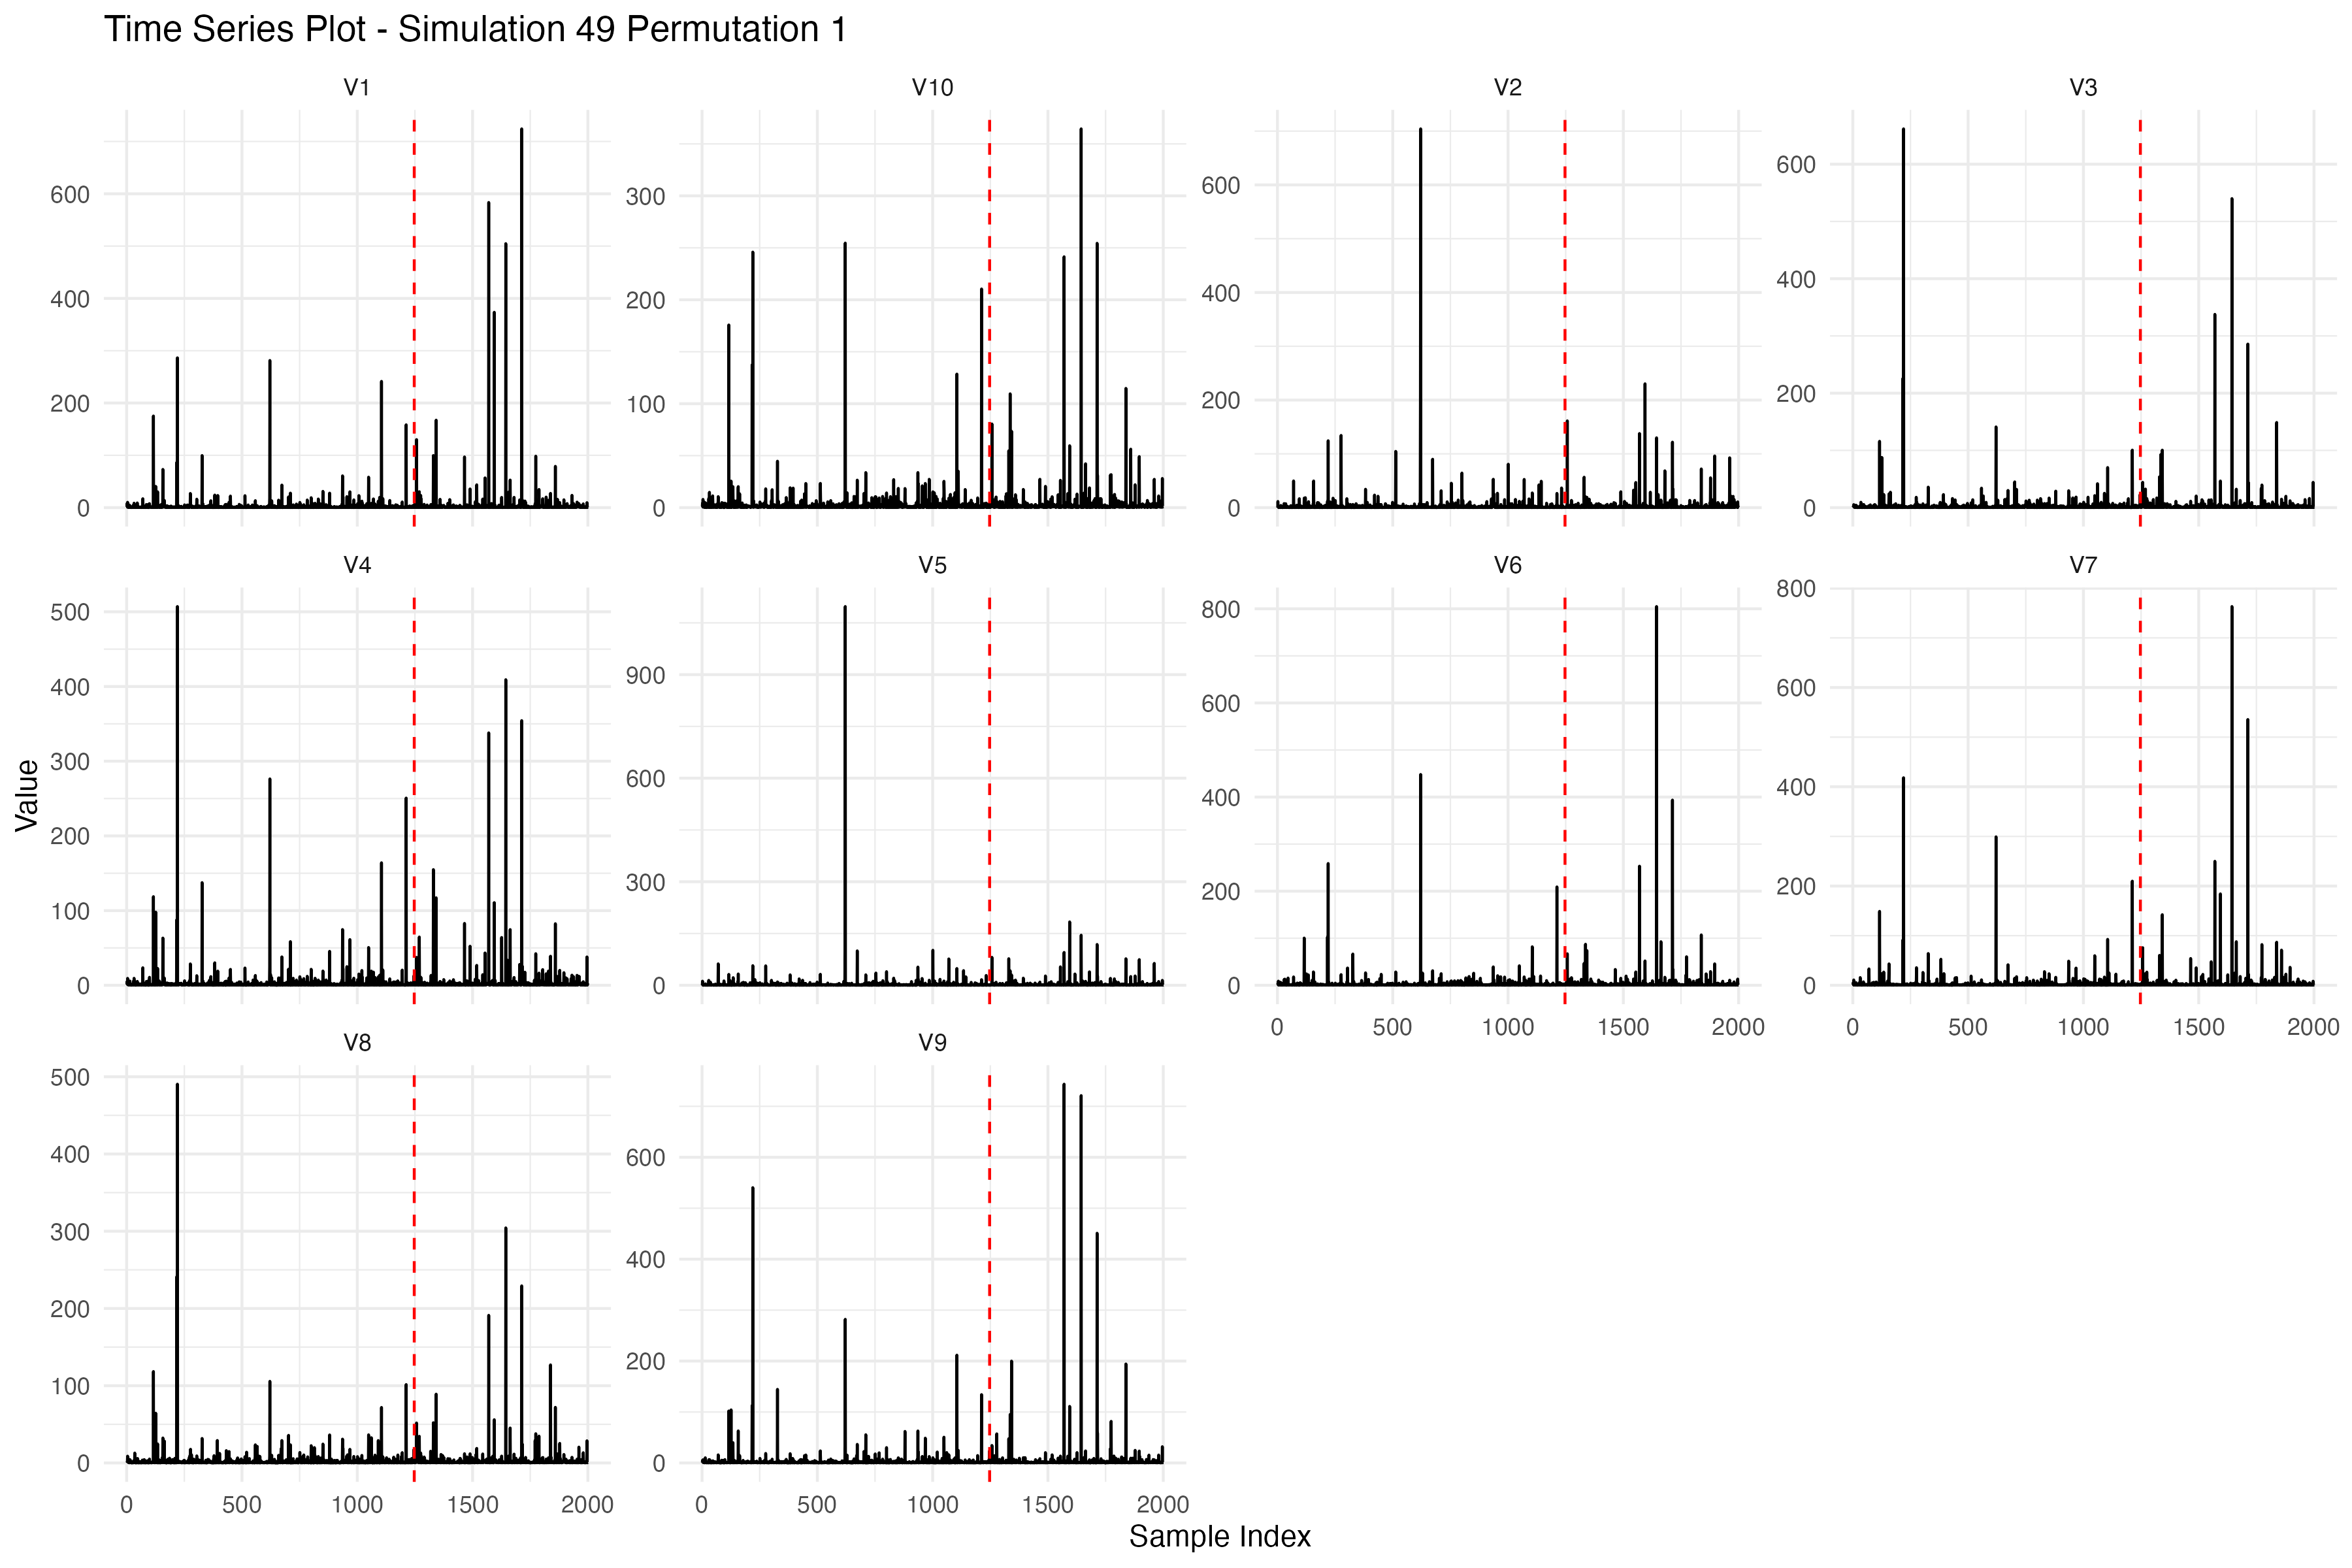 Time Series Plot - Simulation 49 Permutation 1
V1 V10 V2 V3
600 400 200 0
300 200 100 0
600 400 200 0
600 400 200 0
V4 V5 V6 V7
500 400 300 200 100 0
900 600 300 0
800 600 400 200 0
800 600 400 200 0
0 500 1000 1500 2000
0 500 1000 1500 2000
V8 V9
500 400 300 200 100 0
600 400 200 0
0 500 1000 1500 2000
0 500 1000 1500 2000
Value
Sample Index